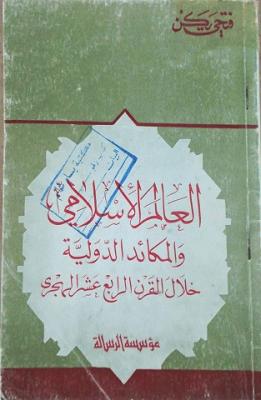 فتحي يكن
العالم الإسلامي
والمكائد الدولية
خلال القرن الرابع عشر الهجري
مؤسسة الرسالة